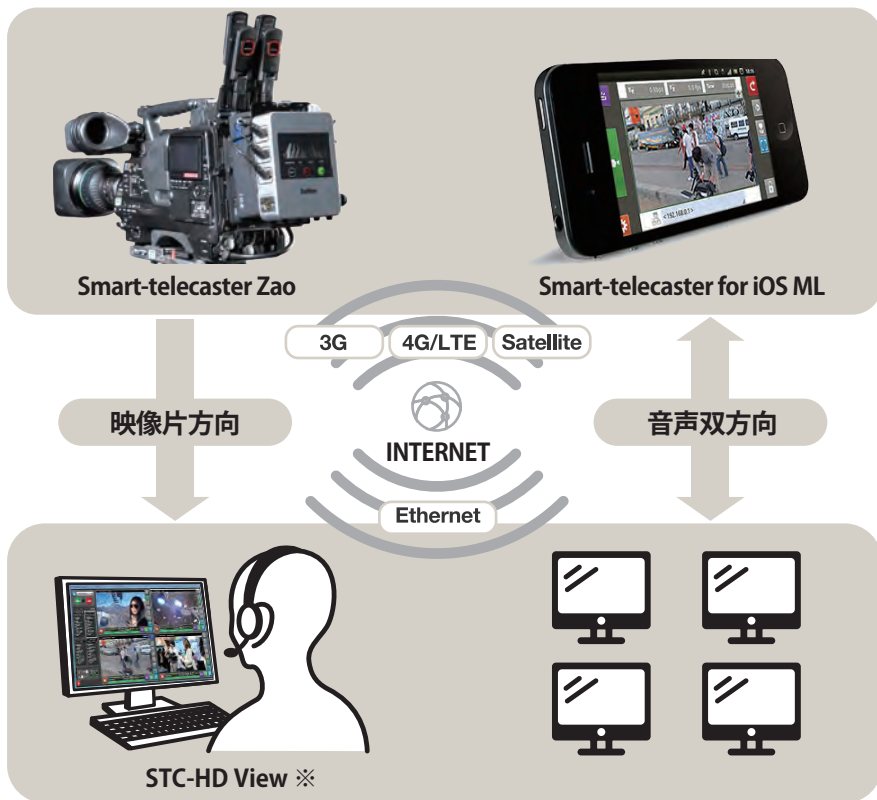 Smart-telecaster Zao
Smart-telecaster for iOS ML
3G
4G/LTE
Satellite
映像片方向
INTERNET
音声双方向
Ethernet
STC-HD View ※